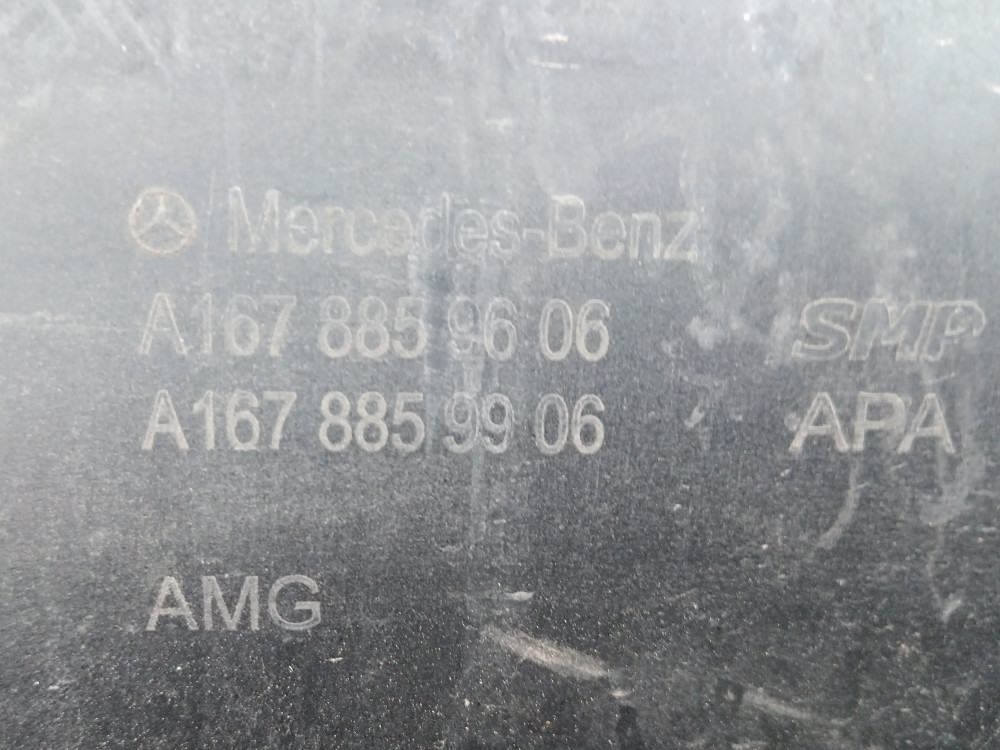 Mercedes-Benz
A167 885 96 06 SMP
A167 885 99 06 APA
AMG